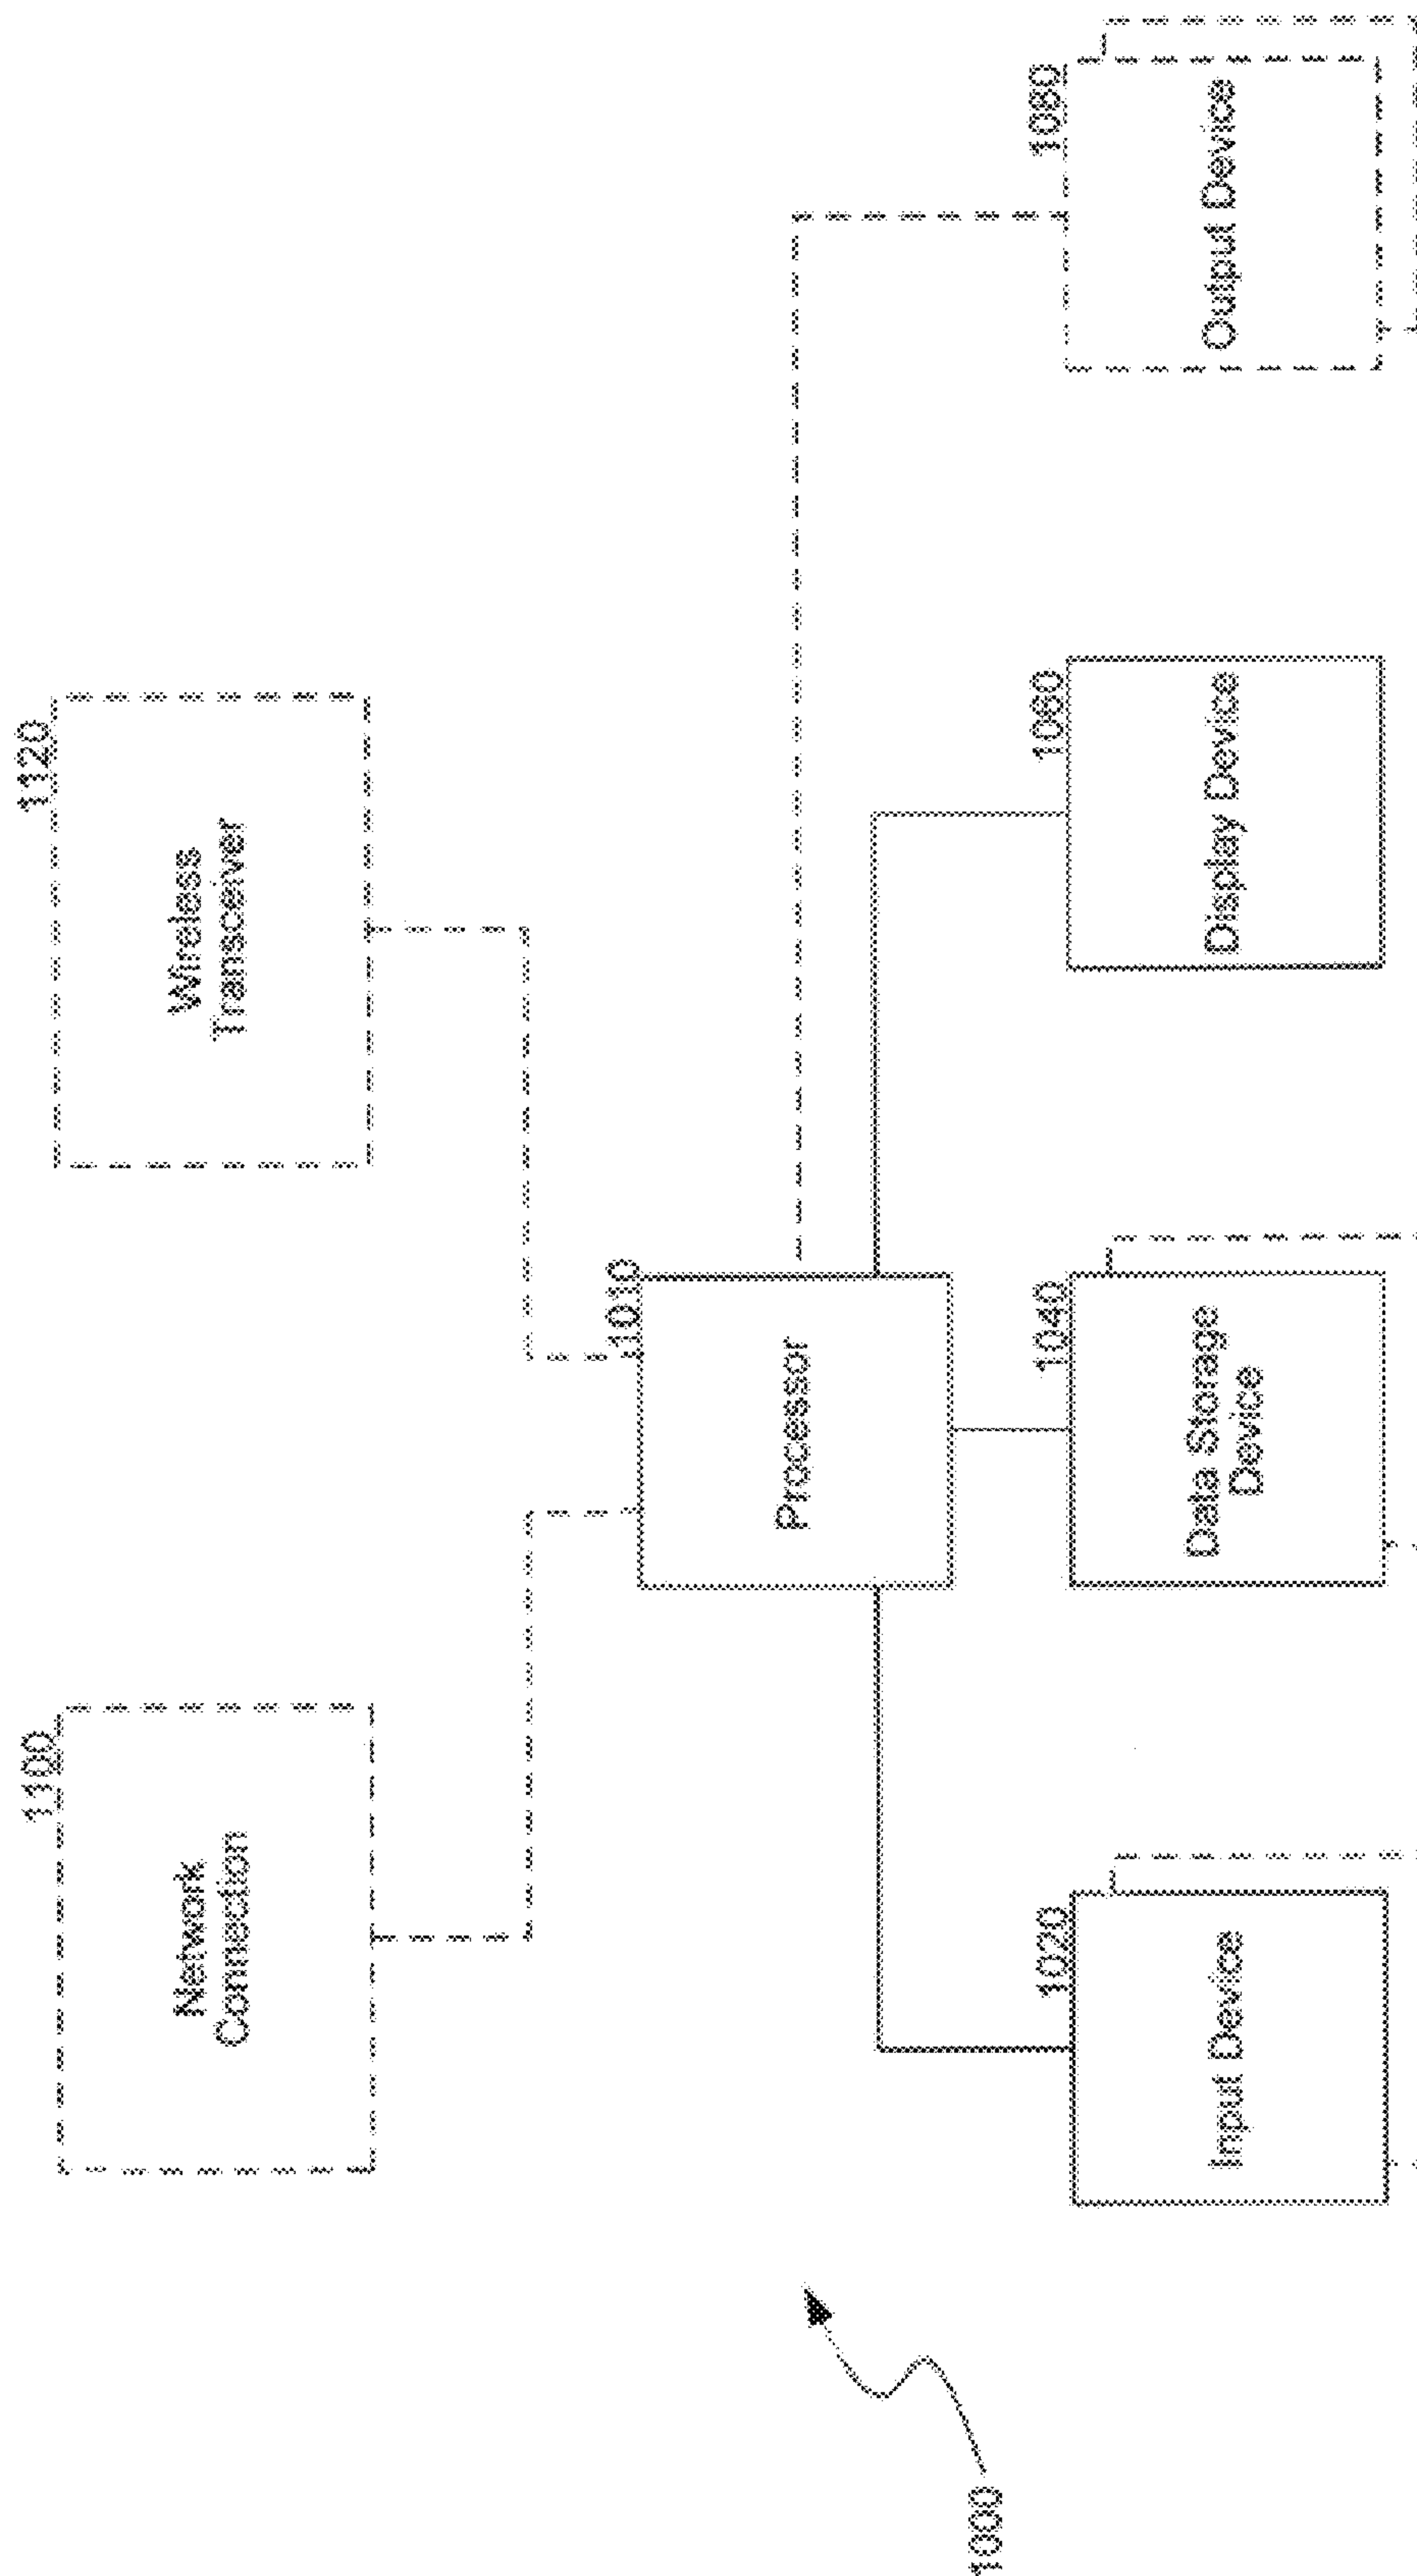 1100
Network
Connection
1120
Wireless
Transceiver
1010
Processor
1020
Input Device
1040
Data Storage
Device
1060
Display Device
1080
Output Device
1000